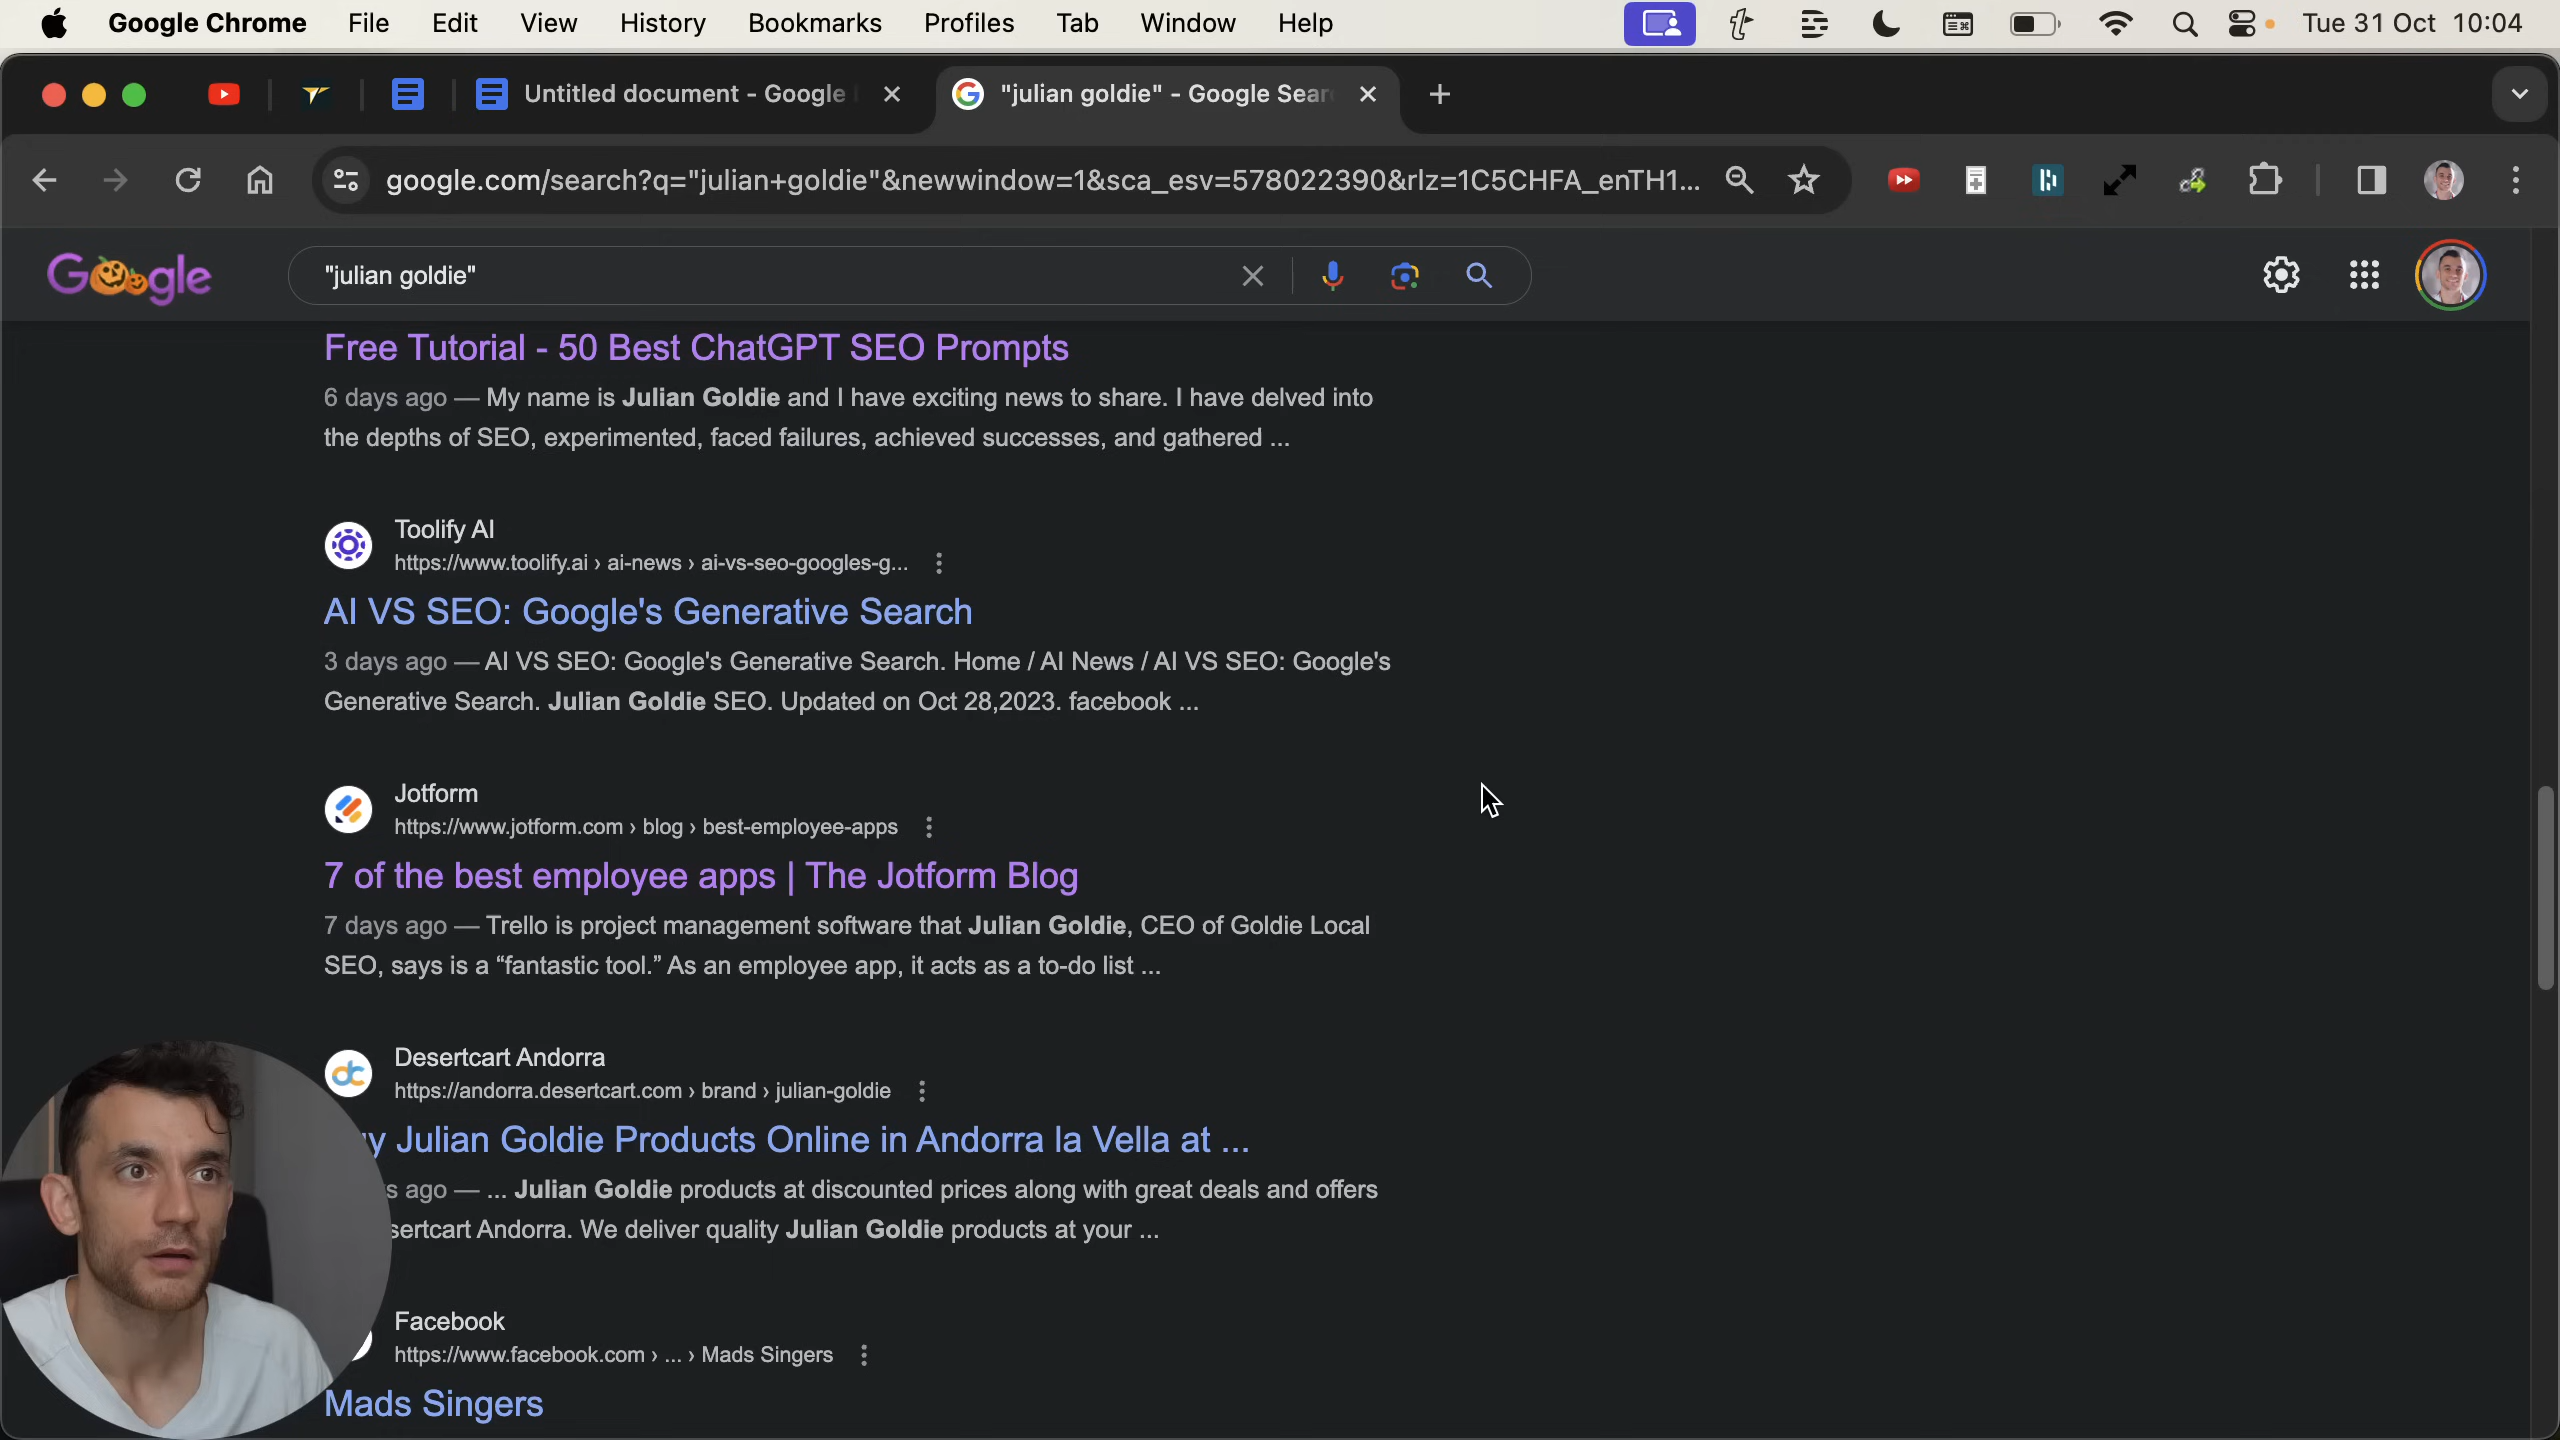 Google Chrome File Edit View History Bookmarks Profiles Tab Window Help Tue 31 Oct 10:04
Untitled document - Google
"julian goldie" - Google Sear
google.com/search?q="julian+goldie"&newwindow=1&sca_esv=578022390&rlz=1C5CHFA_enTH1...
Google
"julian goldie"
Free Tutorial - 50 Best ChatGPT SEO Prompts
6 days ago — My name is Julian Goldie and I have exciting news to share. I have delved into
the depths of SEO, experimented, faced failures, achieved successes, and gathered ...
Toolify AI
https://www.toolify.ai › ai-news › ai-vs-seo-googles-g...
AI VS SEO: Google's Generative Search
3 days ago — AI VS SEO: Google's Generative Search. Home / AI News / AI VS SEO: Google's
Generative Search. Julian Goldie SEO. Updated on Oct 28,2023. facebook ...
Jotform
https://www.jotform.com › blog › best-employee-apps
7 of the best employee apps | The Jotform Blog
7 days ago — Trello is project management software that Julian Goldie, CEO of Goldie Local
SEO, says is a “fantastic tool.” As an employee app, it acts as a to-do list ...
dc
Desertcart Andorra
https://andorra.desertcart.com › brand › julian-goldie
y Julian Goldie Products Online in Andorra la Vella at ...
s ago — ... Julian Goldie products at discounted prices along with great deals and offers
sertcart Andorra. We deliver quality Julian Goldie products at your ...
Facebook
https://www.facebook.com › ... › Mads Singers
Mads Singers